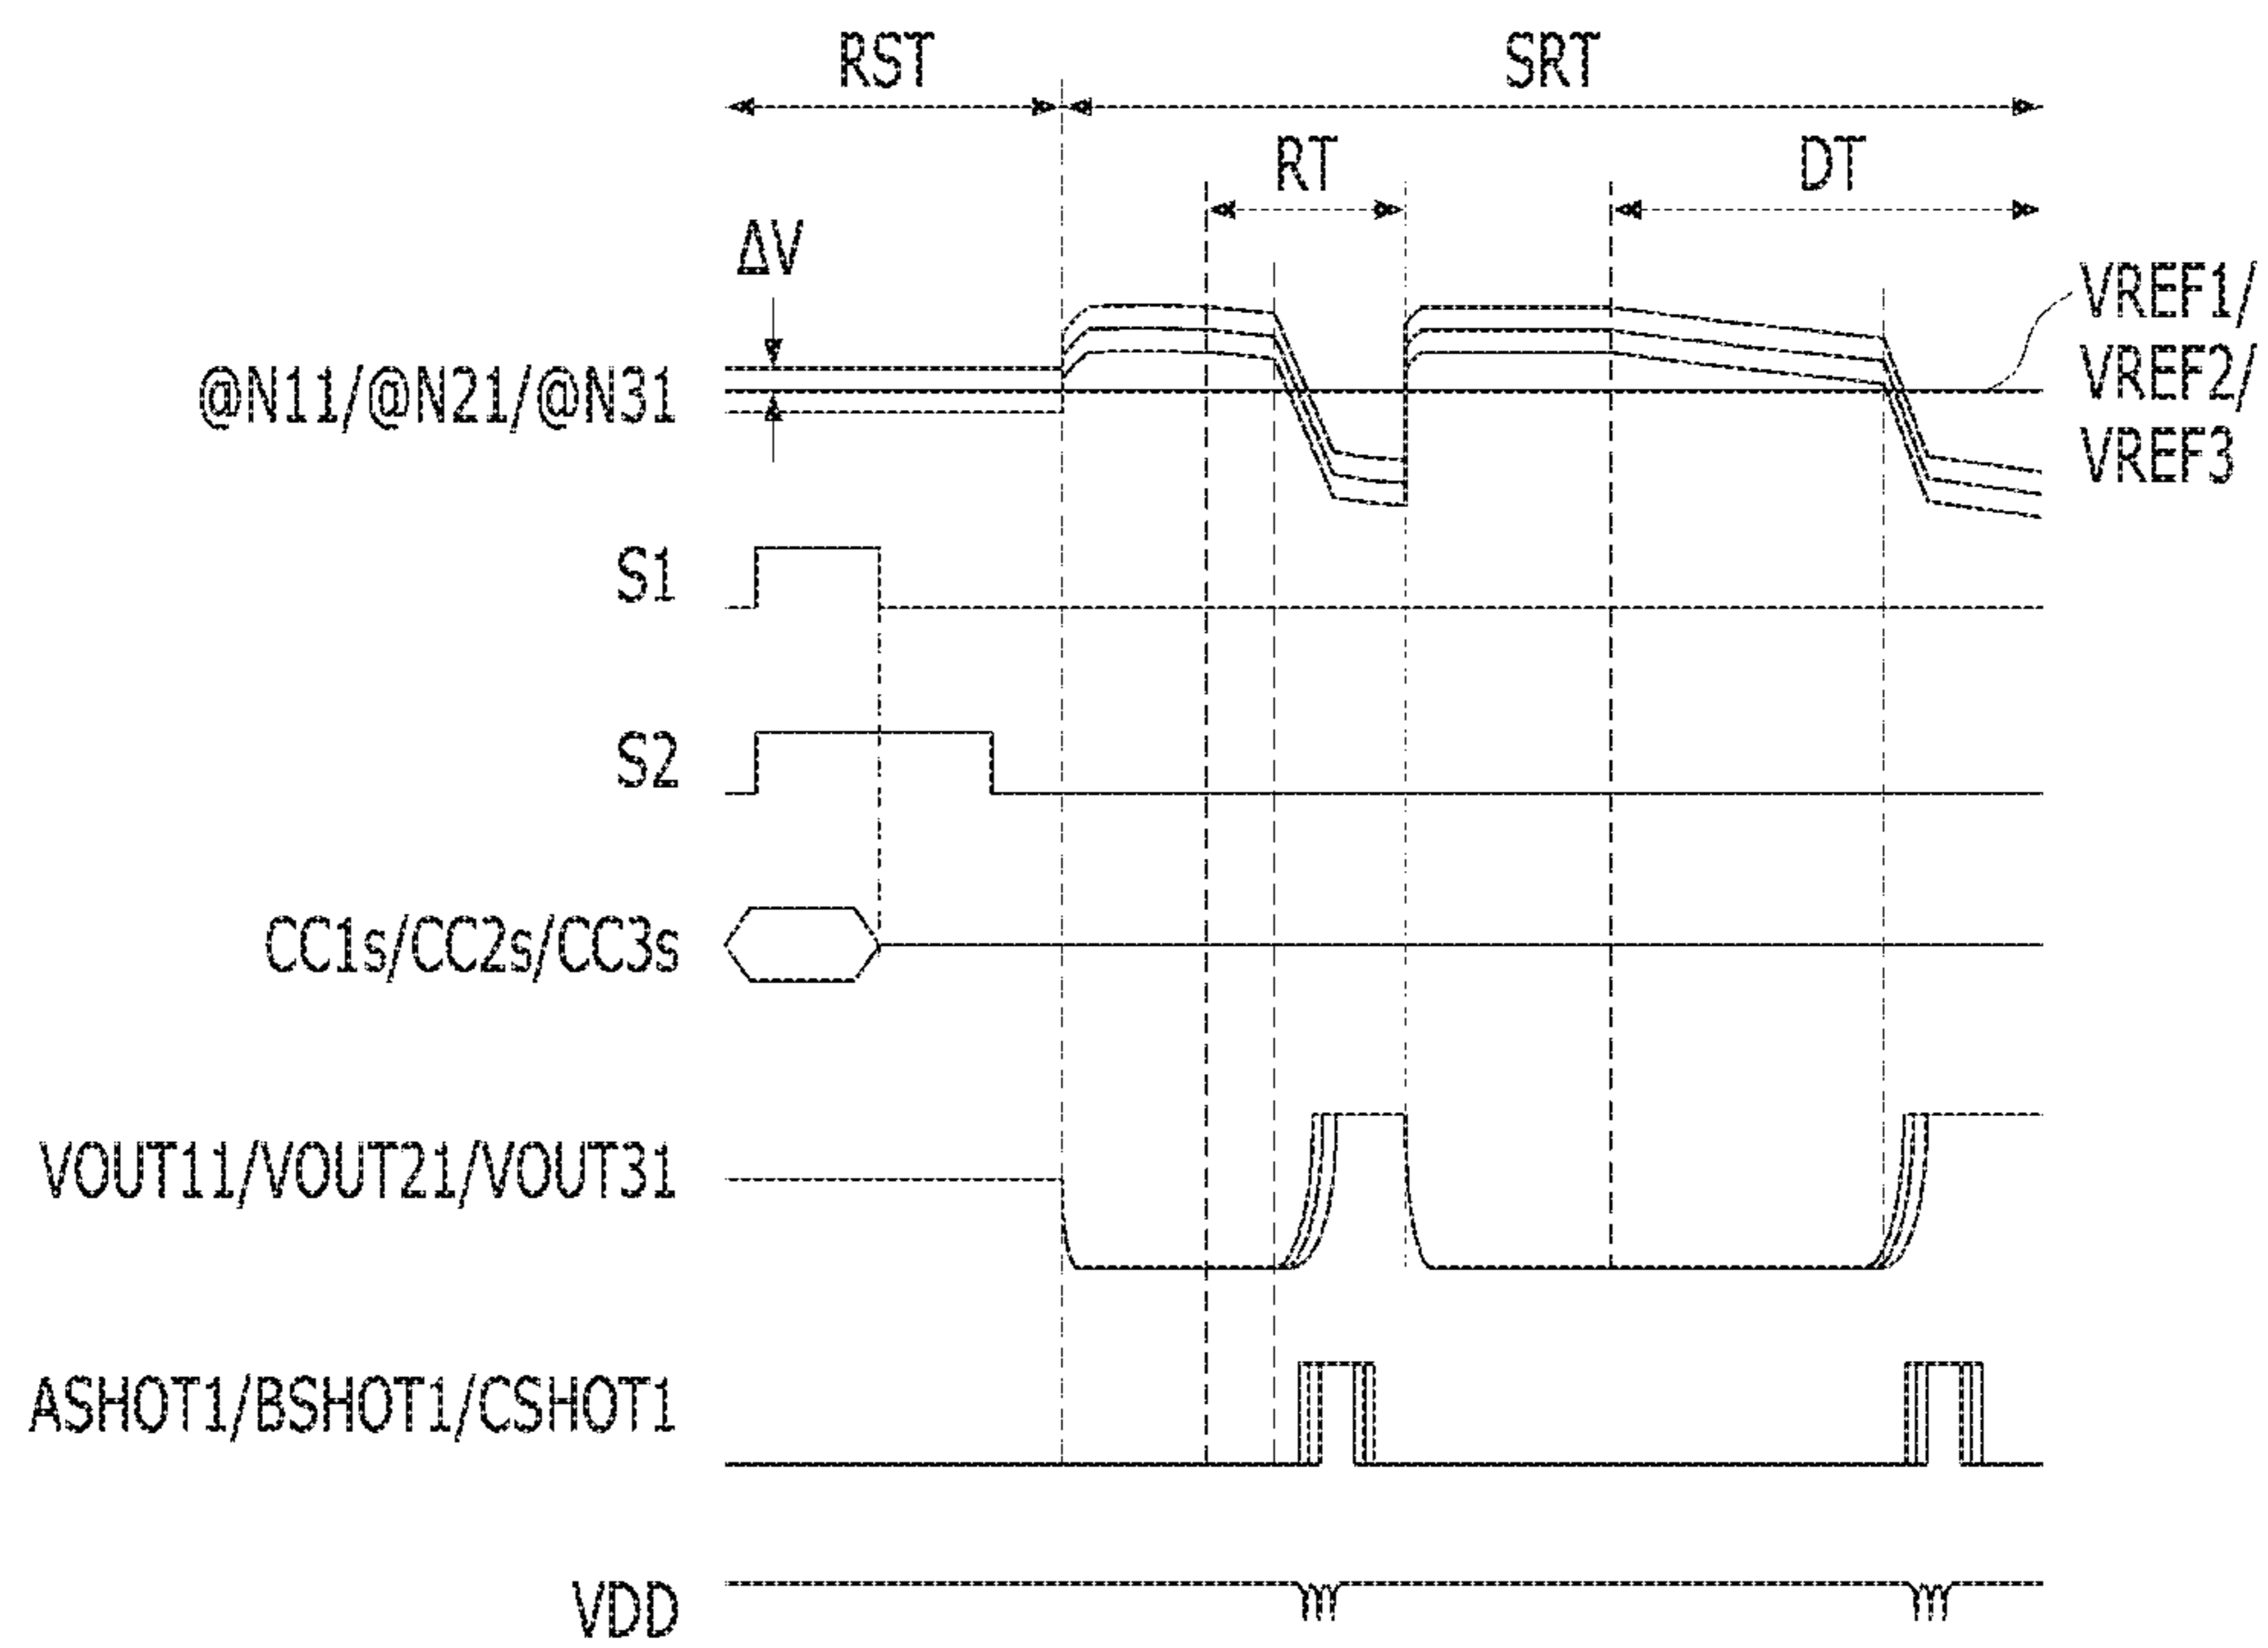 RST
SRT
RT
DT
ΔV
VREF1/
VREF2/
VREF3
@N11/@N21/@N31
S1
S2
CC1s/CC2s/CC3s
VOUT11/VOUT21/VOUT31
ASHOT1/BSHOT1/CSHOT1
VDD